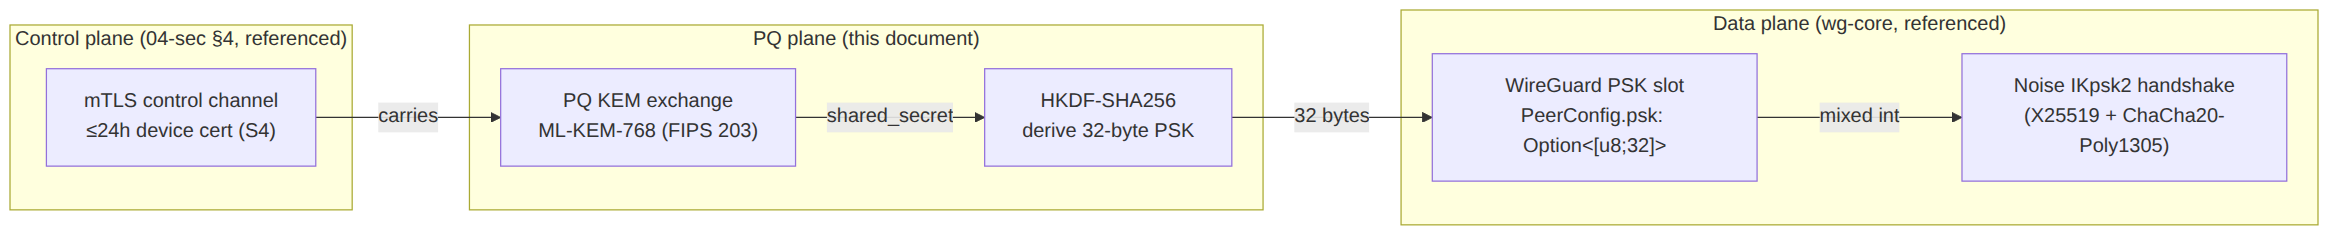 Control plane (04-sec §4, referenced)
mTLS control channel
≤24h device cert (S4)
carries
PQ plane (this document)
PQ KEM exchange
ML-KEM-768 (FIPS 203)
shared_secret
HKDF-SHA256
derive 32-byte PSK
32 bytes
Data plane (wg-core, referenced)
WireGuard PSK slot
PeerConfig.psk:
Option<[u8;32]>
mixed int
Noise IKpsk2 handshake
(X25519 + ChaCha20-
Poly1305)